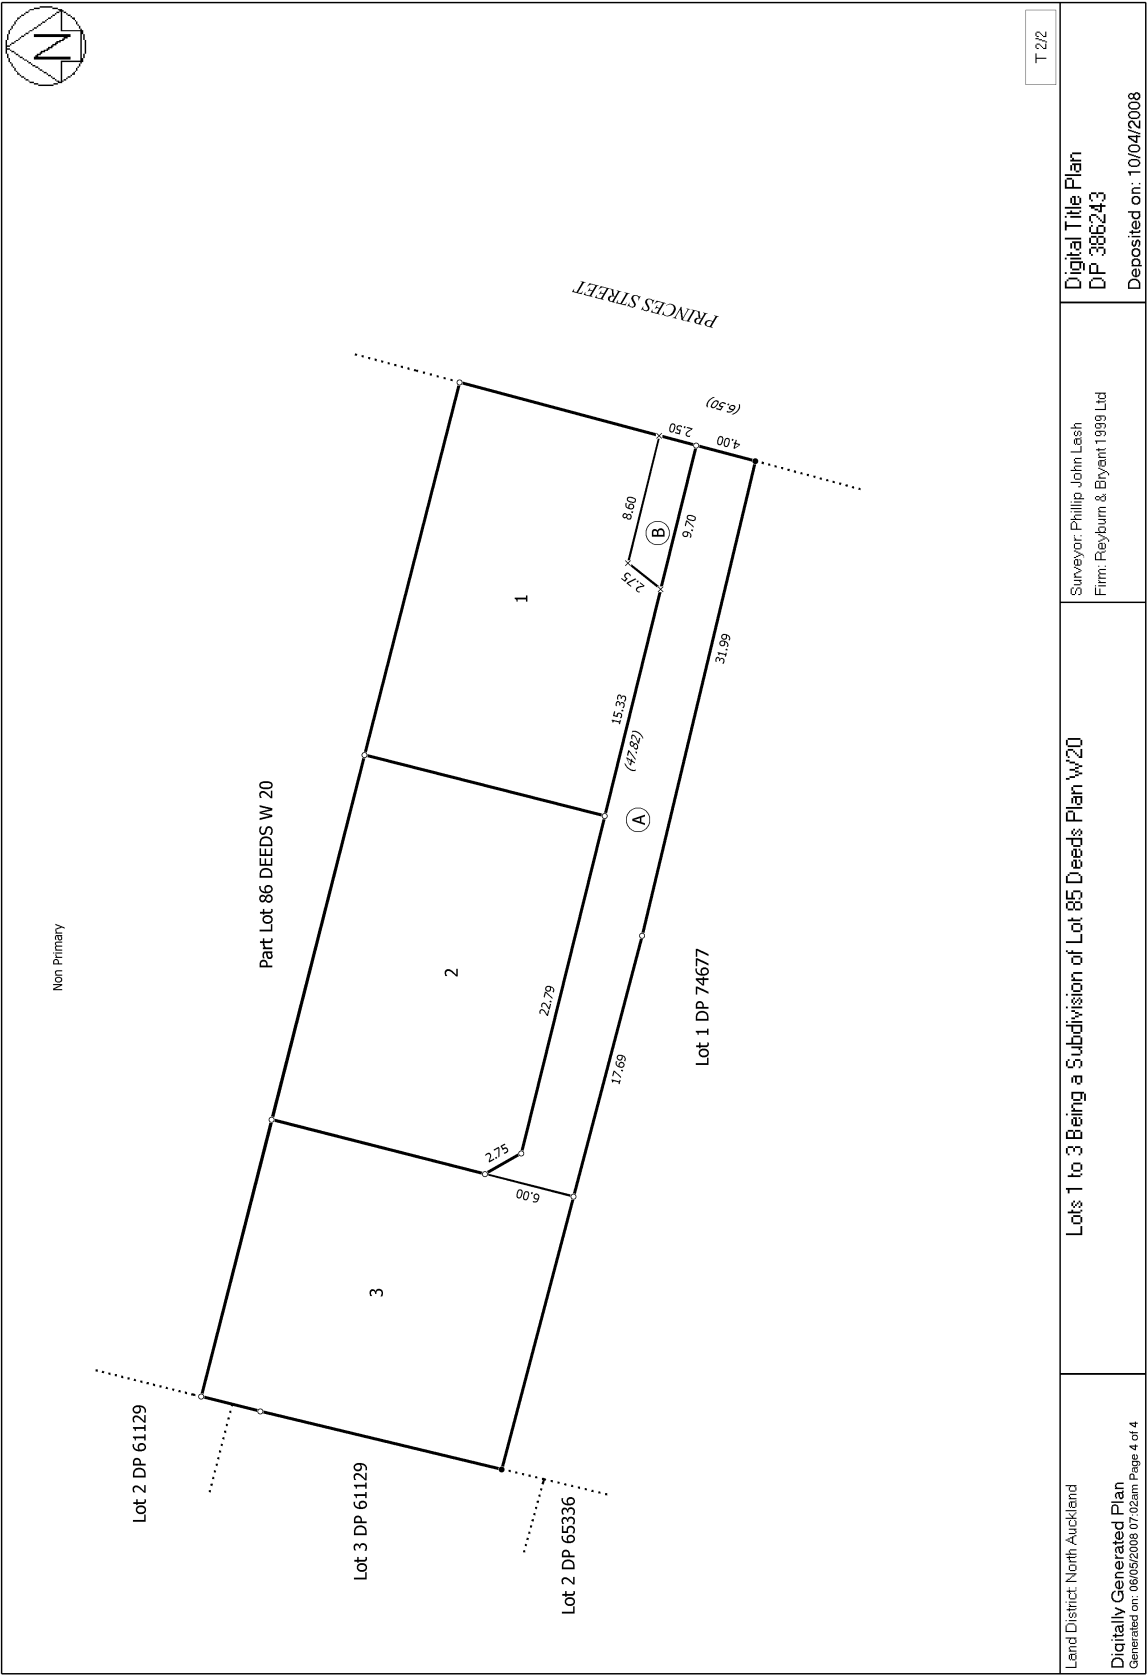 N
Non Primary
Part Lot 86 DEEDS W 20
PRINCES STREET
1
2
3
8.60
2.75
B
2.50
(6.50)
4.00
9.70
15.33
(47.82)
31.99
A
22.79
17.69
2.75
6.00
Lot 1 DP 74677
Lot 2 DP 61129
Lot 3 DP 61129
Lot 2 DP 65336
T 2/2
Land District: North Auckland
Digitally Generated Plan
Generated on: 06/05/2008 07:02am Page 4 of 4
Lots 1 to 3 Being a Subdivision of Lot 85 Deeds Plan W20
Surveyor: Phillip John Lash
Firm: Reyburn & Bryant 1999 Ltd
Digital Title Plan
DP 386243
Deposited on: 10/04/2008